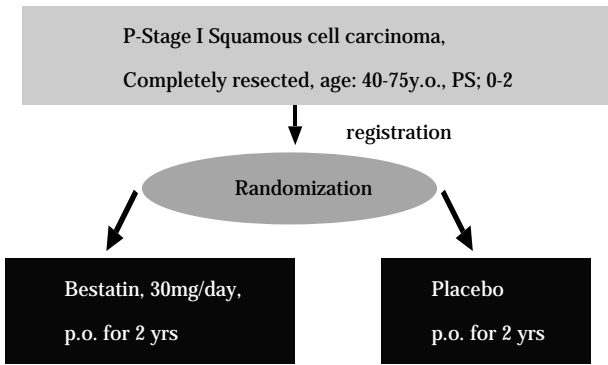 P-Stage I Squamous cell carcinoma,
Completely resected, age: 40-75y.o., PS; 0-2
registration
Randomization
Bestatin, 30mg/day,
p.o. for 2 yrs
Placebo
p.o. for 2 yrs